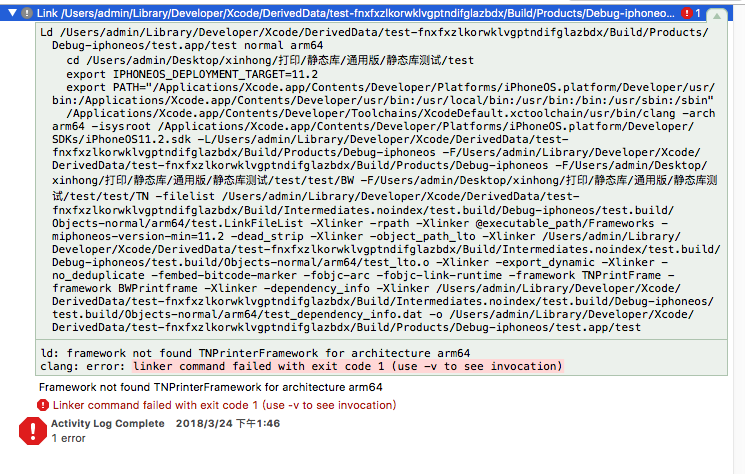 Link /Users/admin/Library/Developer/Xcode/DerivedData/test-fnxfxzlkorwklvgptndifglazbdx/Build/Products/Debug-iphoneo... 1
Ld /Users/admin/Library/Developer/Xcode/DerivedData/test-fnxfxzlkorwklvgptndifglazbdx/Build/Products/
Debug-iphoneos/test.app/test normal arm64
cd /Users/admin/Desktop/xinhong/打印/静态库/通用版/静态库测试/test
export IPHONEOS_DEPLOYMENT_TARGET=11.2
export PATH="/Applications/Xcode.app/Contents/Developer/Platforms/iPhoneOS.platform/Developer/usr/
bin:/Applications/Xcode.app/Contents/Developer/usr/bin:/usr/local/bin:/usr/bin:/bin:/usr/sbin:/sbin"
/Applications/Xcode.app/Contents/Developer/Toolchains/XcodeDefault.xctoolchain/usr/bin/clang -arch
arm64 -isysroot /Applications/Xcode.app/Contents/Developer/Platforms/iPhoneOS.platform/Developer/
SDKs/iPhoneOS11.2.sdk -L/Users/admin/Library/Developer/Xcode/DerivedData/test-
fnxfxzlkorwklvgptndifglazbdx/Build/Products/Debug-iphoneos -F/Users/admin/Library/Developer/Xcode/
DerivedData/test-fnxfxzlkorwklvgptndifglazbdx/Build/Products/Debug-iphoneos -F/Users/admin/Desktop/
xinhong/打印/静态库/通用版/静态库测试/test/test/BW -F/Users/admin/Desktop/xinhong/打印/静态库/通用版/静态库测
试/test/test/TN -filelist /Users/admin/Library/Developer/Xcode/DerivedData/test-
fnxfxzlkorwklvgptndifglazbdx/Build/Intermediates.noindex/test.build/Debug-iphoneos/test.build/
Objects-normal/arm64/test.LinkFileList -Xlinker -rpath -Xlinker @executable_path/Frameworks -
miphoneos-version-min=11.2 -dead_strip -Xlinker -object_path_lto -Xlinker /Users/admin/Library/
Developer/Xcode/DerivedData/test-fnxfxzlkorwklvgptndifglazbdx/Build/Intermediates.noindex/test.build/
Debug-iphoneos/test.build/Objects-normal/arm64/test_lto.o -Xlinker -export_dynamic -Xlinker -
no_deduplicate -fembed-bitcode-marker -fobjc-arc -fobjc-link-runtime -framework TNPrintFrame -
framework BWPrintframe -Xlinker -dependency_info -Xlinker /Users/admin/Library/Developer/Xcode/
DerivedData/test-fnxfxzlkorwklvgptndifglazbdx/Build/Intermediates.noindex/test.build/Debug-iphoneos/
test.build/Objects-normal/arm64/test_dependency_info.dat -o /Users/admin/Library/Developer/Xcode/
DerivedData/test-fnxfxzlkorwklvgptndifglazbdx/Build/Products/Debug-iphoneos/test.app/test
ld: framework not found TNPrinterFramework for architecture arm64
clang: error: linker command failed with exit code 1 (use -v to see invocation)
Framework not found TNPrinterFramework for architecture arm64
Linker command failed with exit code 1 (use -v to see invocation)
Activity Log Complete 2018/3/24 下午1:46
1 error